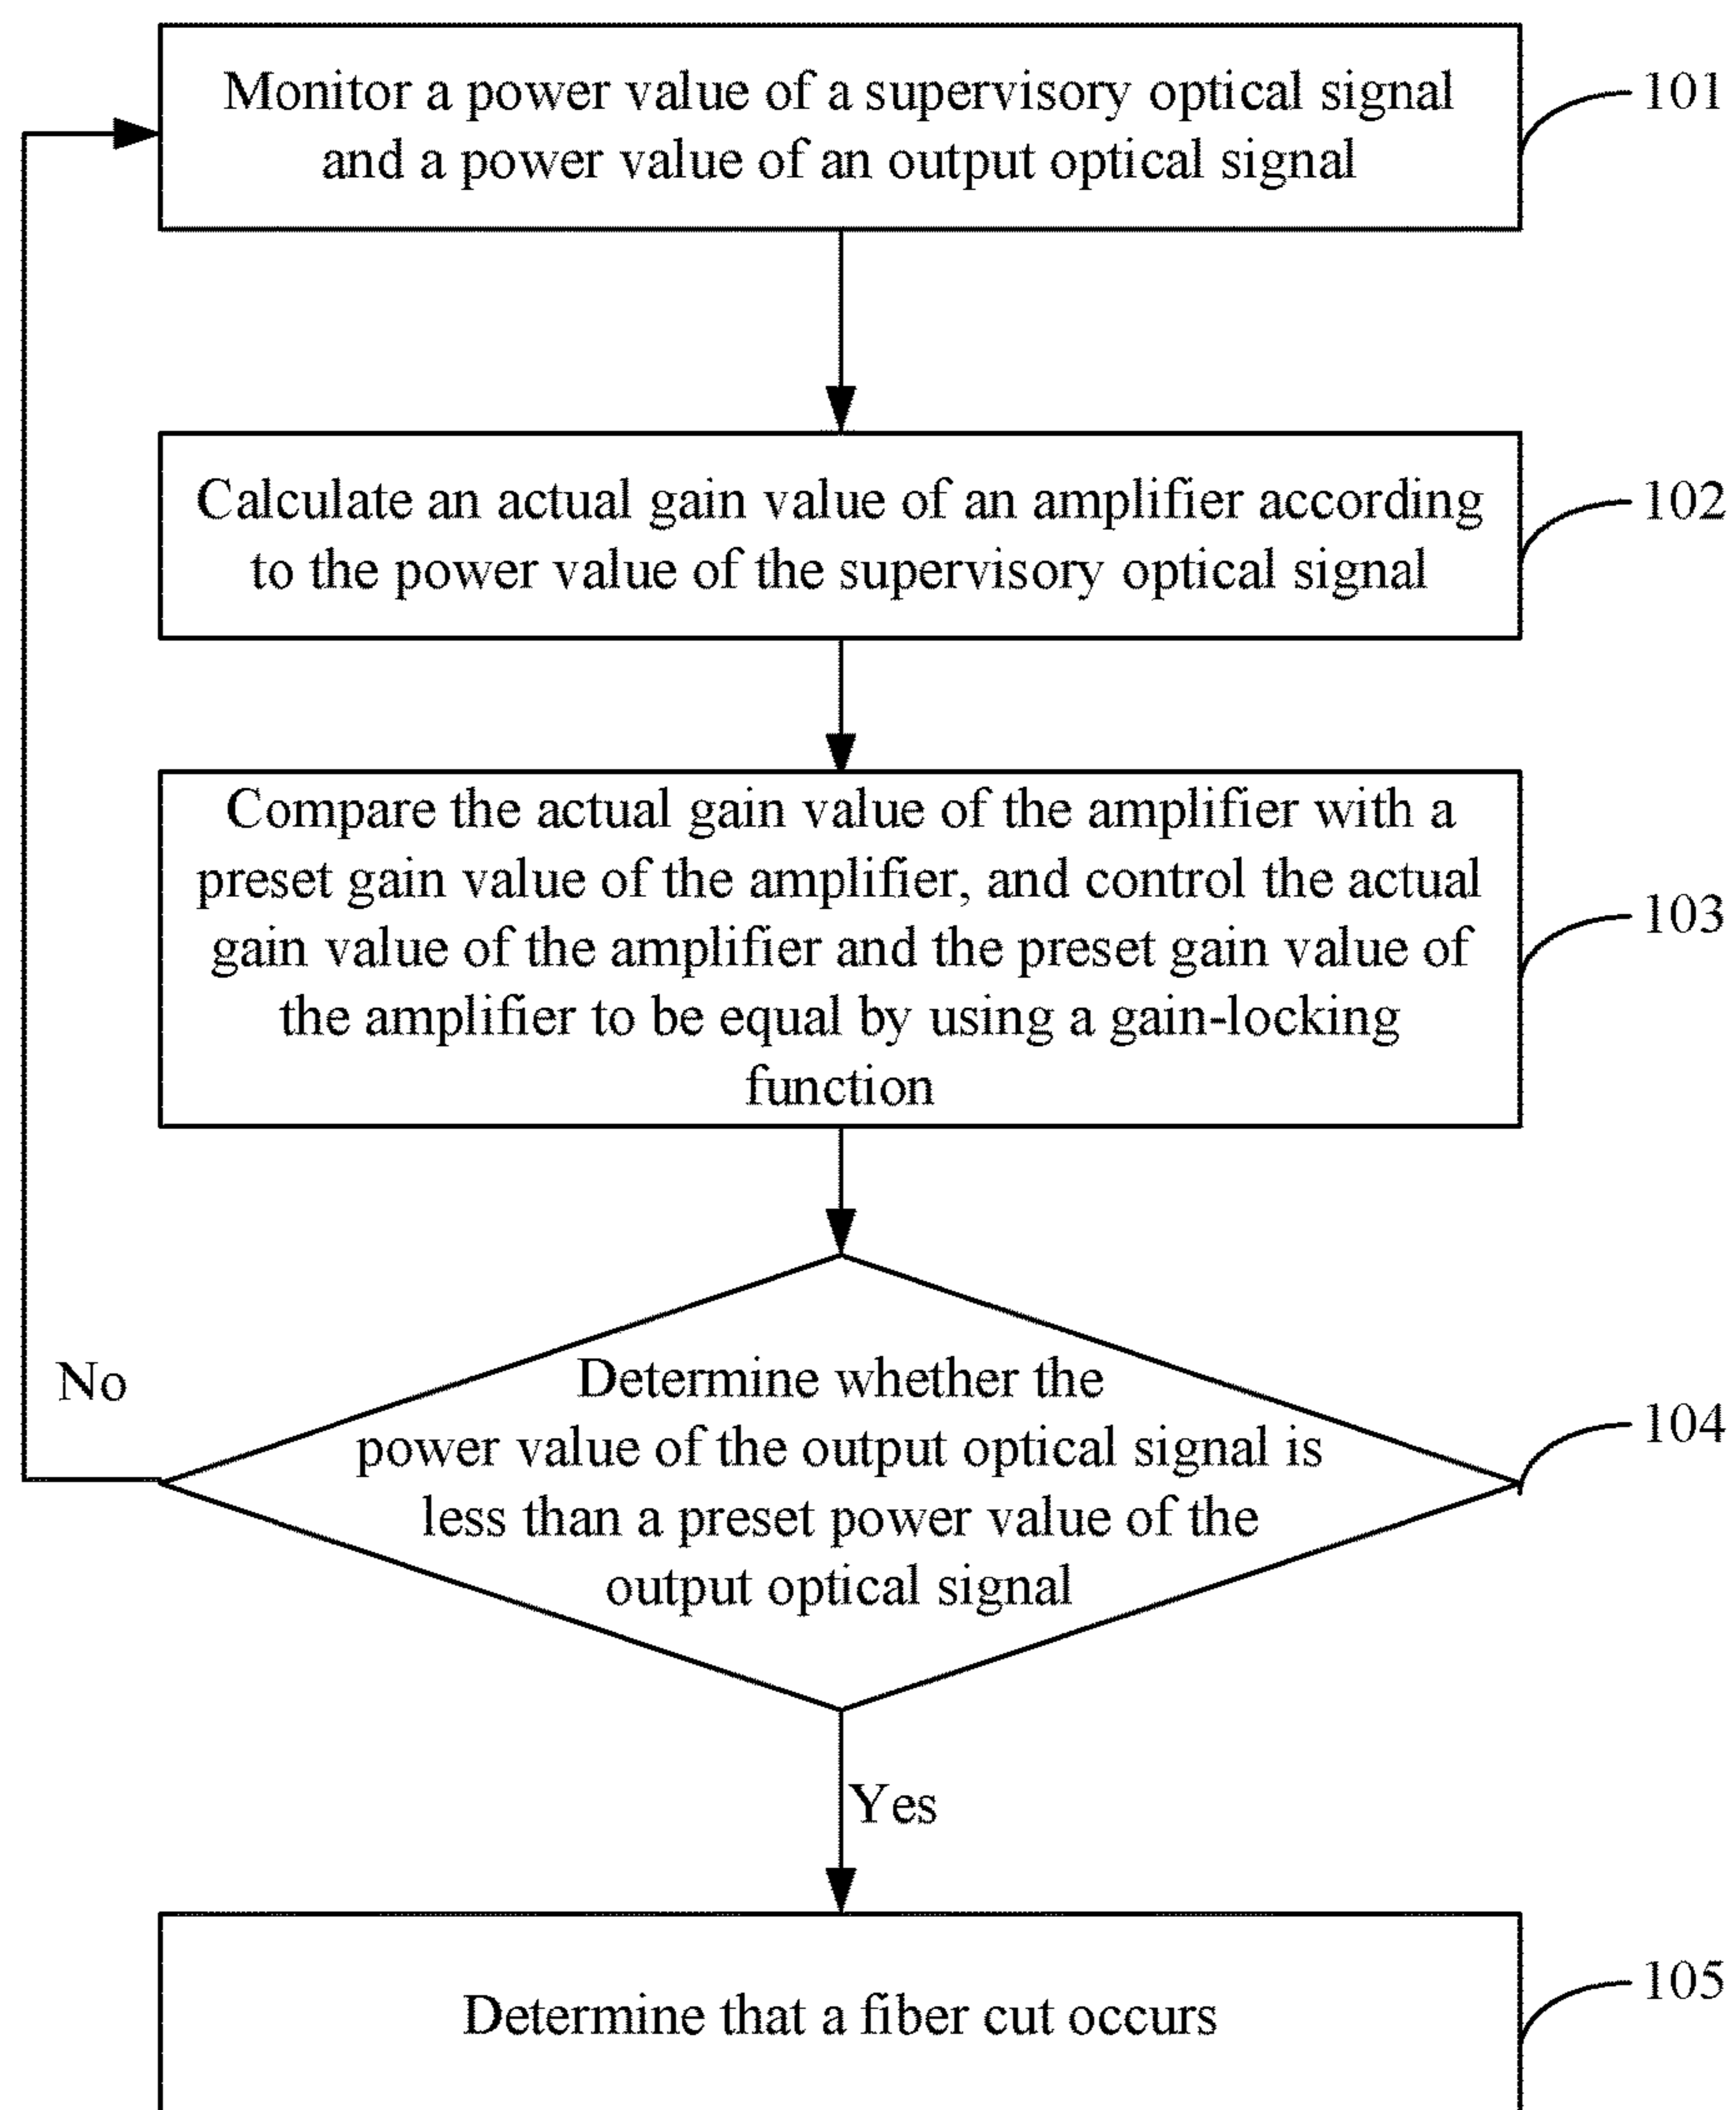 Monitor a power value of a supervisory optical signal
and a power value of an output optical signal
101
Calculate an actual gain value of an amplifier according
to the power value of the supervisory optical signal
102
Compare the actual gain value of the amplifier with a
preset gain value of the amplifier, and control the actual
gain value of the amplifier and the preset gain value of
the amplifier to be equal by using a gain-locking
function
103
No
Determine whether the
power value of the output optical signal is
less than a preset power value of the
output optical signal
104
Yes
Determine that a fiber cut occurs
105